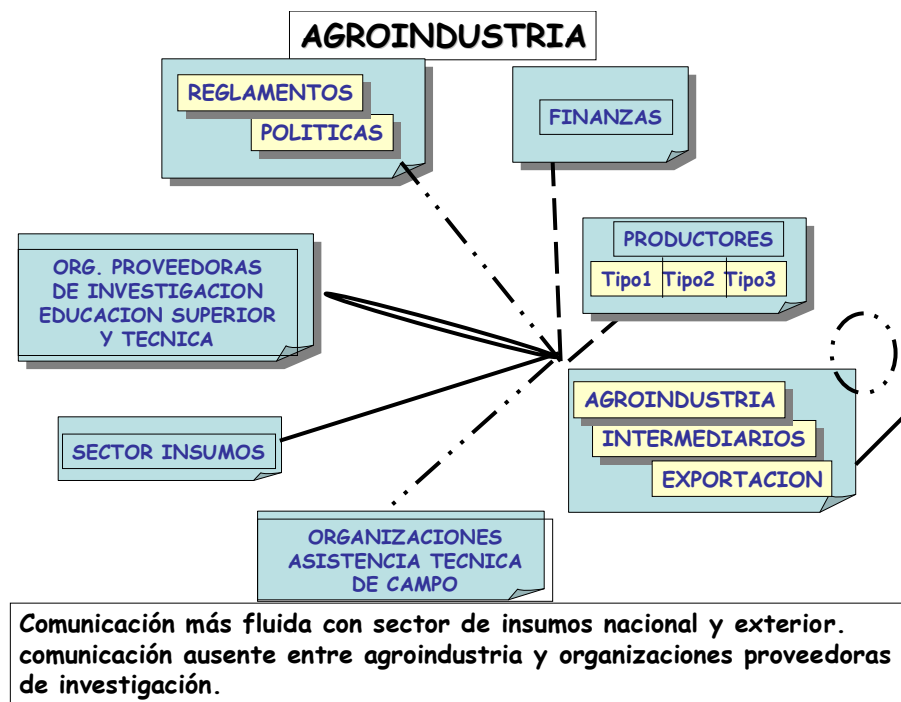 AGROINDUSTRIA
REGLAMENTOS
POLITICAS
FINANZAS
PRODUCTORES
Tipo1 Tipo2 Tipo3
ORG. PROVEEDORAS
DE INVESTIGACION
EDUCACION SUPERIOR
Y TECNICA
AGROINDUSTRIA
INTERMEDIARIOS
EXPORTACION
SECTOR INSUMOS
ORGANIZACIONES
ASISTENCIA TECNICA
DE CAMPO
Comunicación más fluida con sector de insumos nacional y exterior.
comunicación ausente entre agroindustria y organizaciones proveedoras
de investigación.